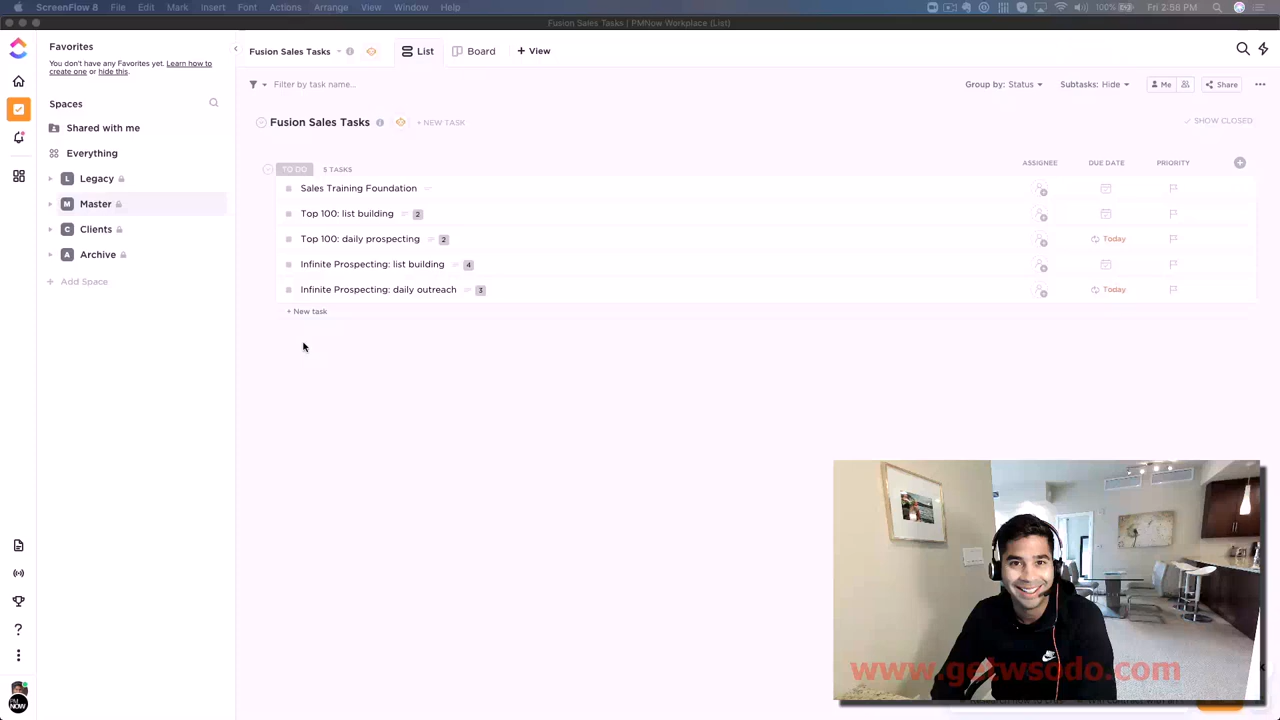 ScreenFlow 8 File Edit Mark Insert Font Actions Arrange View Window Help 100% Fri 2:58 PM
Fusion Sales Tasks | PMNow Workplace (List)
Favorites
You don't have any Favorites yet. Learn how to
create one or hide this.
Spaces
Shared with me
Everything
L Legacy
M Master
C Clients
A Archive
+ Add Space
NOW
Fusion Sales Tasks List Board + View
Filter by task name... Group by: Status Subtasks: Hide Me Share
Fusion Sales Tasks + NEW TASK SHOW CLOSED
TO DO 5 TASKS ASSIGNEE DUE DATE PRIORITY
Sales Training Foundation
Top 100: list building 2
Top 100: daily prospecting 2 Today
Infinite Prospecting: list building 4
Infinite Prospecting: daily outreach 3 Today
+ New task
www.gotwsodo.com